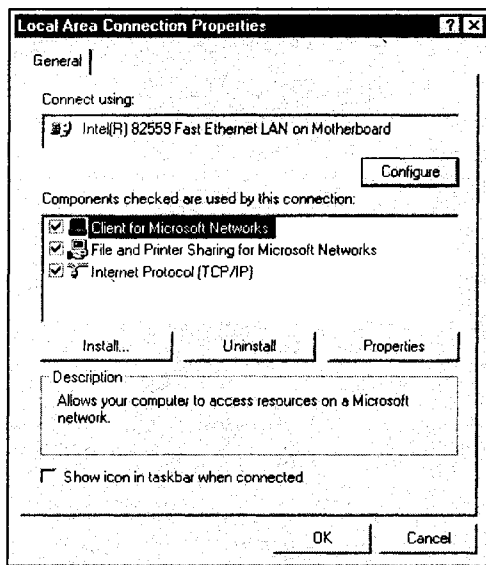 Local Area Connection Properties
General
Connect using:
Intel(R) 82559 Fast Ethernet LAN on Motherboard
Configure
Components checked are used by this connection:
Client for Microsoft Networks
File and Printer Sharing for Microsoft Networks
Internet Protocol (TCP/IP)
Install... Uninstall Properties
Description
Allows your computer to access resources on a Microsoft
network.
Show icon in taskbar when connected
OK Cancel